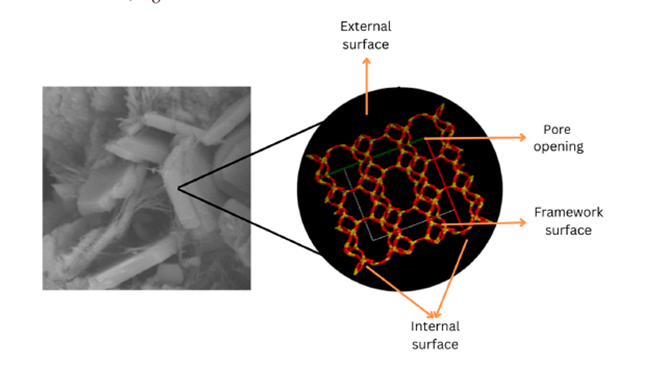 External
surface
Pore
opening
Framework
surface
Internal
surface